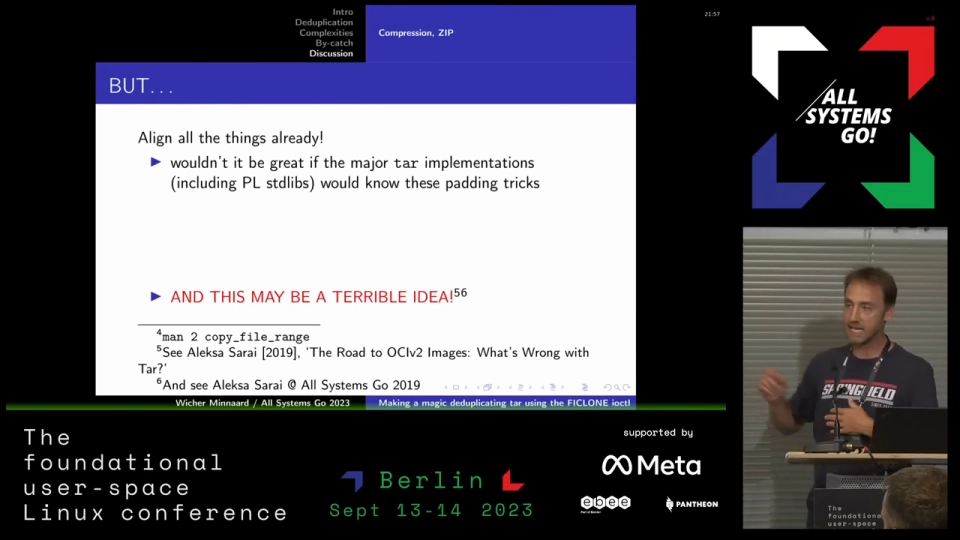 Intro
Deduplication
Complexities
By-catch
Discussion
Compression, ZIP
21:57
BUT...
Align all the things already!
wouldn't it be great if the major tar implementations
(including PL stdlibs) would know these padding tricks
AND THIS MAY BE A TERRIBLE IDEA!56
4man 2 copy_file_range
5See Aleksa Sarai [2019], 'The Road to OCIv2 Images: What's Wrong with
Tar?'
6And see Aleksa Sarai @ All Systems Go 2019
Wicher Minnaard / All Systems Go 2023
Making a magic deduplicating tar using the FICLONE ioctl
ALL
SYSTEMS
GO!
The
foundational
user-space
Linux conference
Berlin
Sept 13-14 2023
supported by
Meta
ebee
PANTHEON
The
foundational
user-space